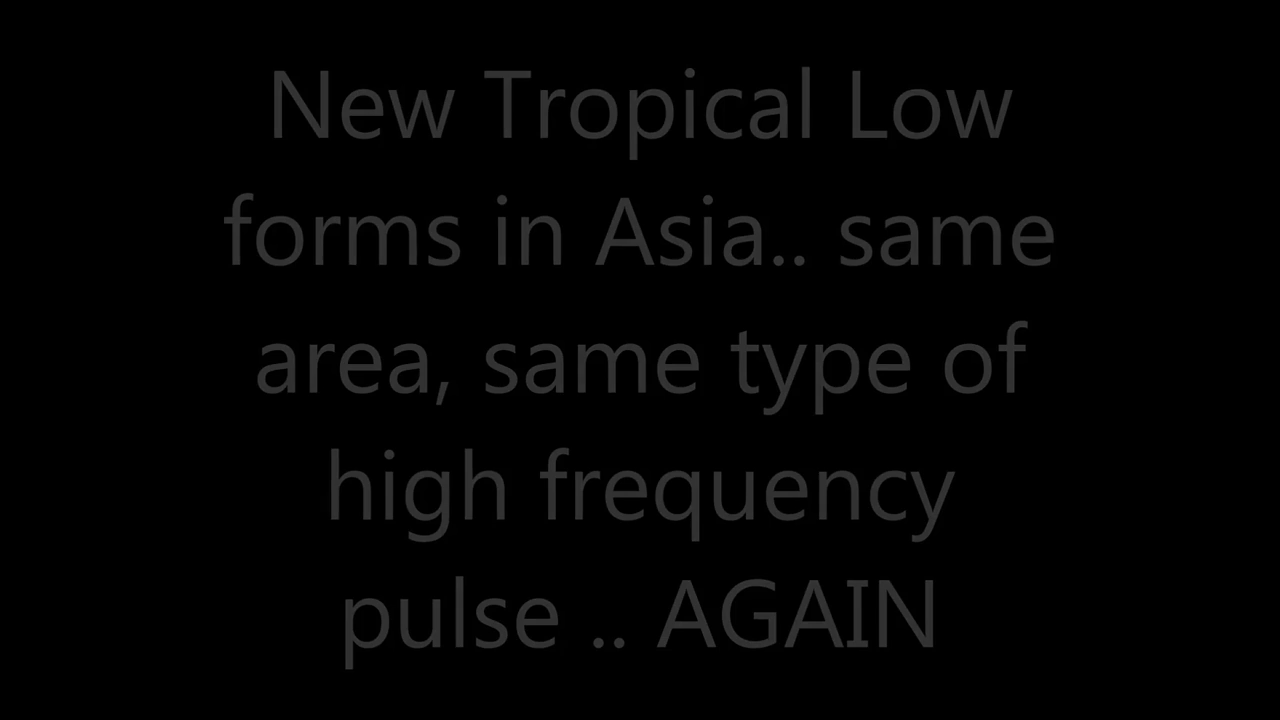 New Tropical Low
forms in Asia.. same
area, same type of
high frequency
pulse .. AGAIN